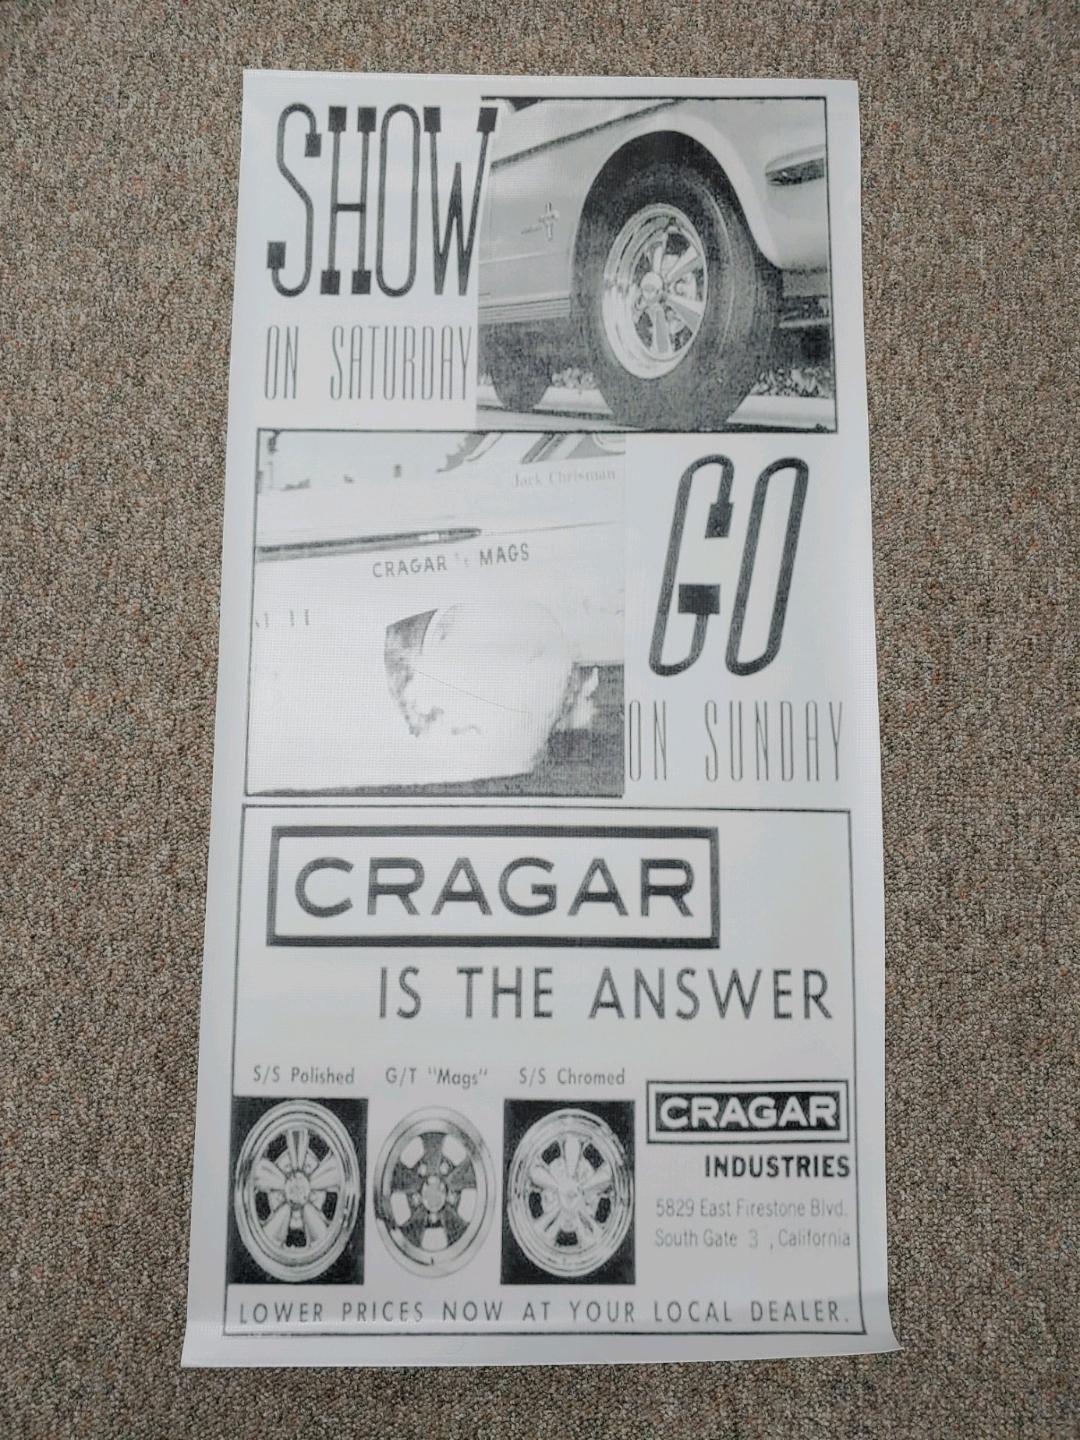 SHOW
ON SATURDAY
Jack Chrisman
CRAGAR S/S MAGS
GO
ON SUNDAY
CRAGAR
IS THE ANSWER
S/S Polished G/T "Mags" S/S Chromed
CRAGAR
INDUSTRIES
5829 East Firestone Blvd.
South Gate 3 , California
LOWER PRICES NOW AT YOUR LOCAL DEALER.